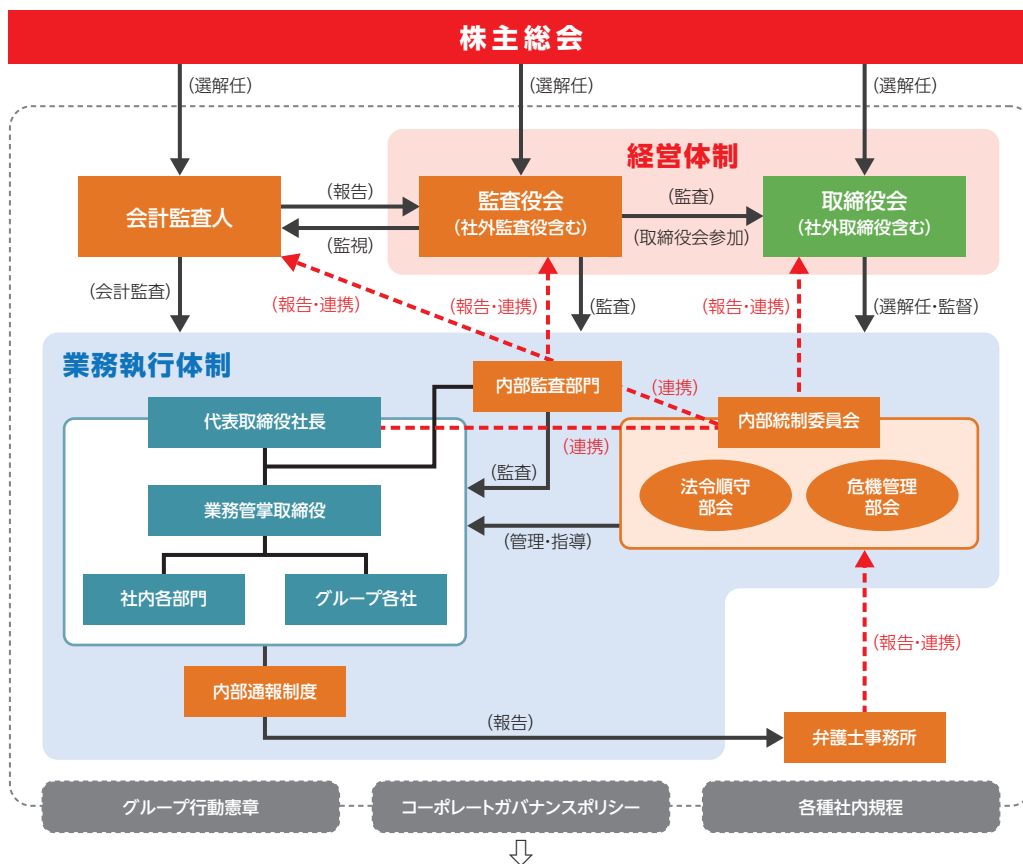 株主総会
(選解任)
(選解任)
(選解任)
経営体制
会計監査人
(報告)
(監視)
監査役会
(社外監査役含む)
(監査)
(取締役会参加)
取締役会
(社外取締役含む)
(会計監査)
(報告・連携)
(報告・連携)
(監査)
(報告・連携)
(選解任・監督)
業務執行体制
内部監査部門
(連携)
代表取締役社長
内部統制委員会
(連携)
(監査)
法令順守
部会
危機管理
部会
業務管掌取締役
(管理・指導)
社内各部門
グループ各社
(報告・連携)
内部通報制度
(報告)
弁護士事務所
グループ行動憲章
コーポレートガバナンスポリシー
各種社内規程